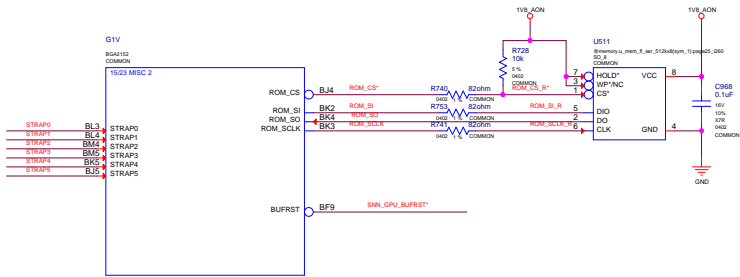 1V8_AON
1V8_AON
G1V
BGA2152
COMMON
15/23 MISC 2
U511
@memory.u_mem_fl_ser_512kx8(sym_1):page25_i260
SO_8
COMMON
R728
10k
5 %
0402
COMMON
7 HOLD* VCC 8
3 WP*/NC
1 CS*
C968
0.1uF
16V
10%
X7R
0402
COMMON
ROM_CS BJ4 ROM_CS* R740 82ohm ROM_CS_R*
0402 1 % COMMON
ROM_SI BK2 ROM_SI R753 82ohm ROM_SI_R 5 DIO
0402 1 % COMMON
ROM_SO BK4 ROM_SO 2 DO
ROM_SCLK BK3 ROM_SCLK R741 82ohm ROM_SCLK_R 6 CLK GND 4
0402 1 % COMMON
STRAP0 BL3 STRAP0
STRAP1 BL4 STRAP1
STRAP2 BM4 STRAP2
STRAP3 BM5 STRAP3
STRAP4 BK5 STRAP4
STRAP5 BJ5 STRAP5
GND
BUFRST BF9 SNN_GPU_BUFRST*